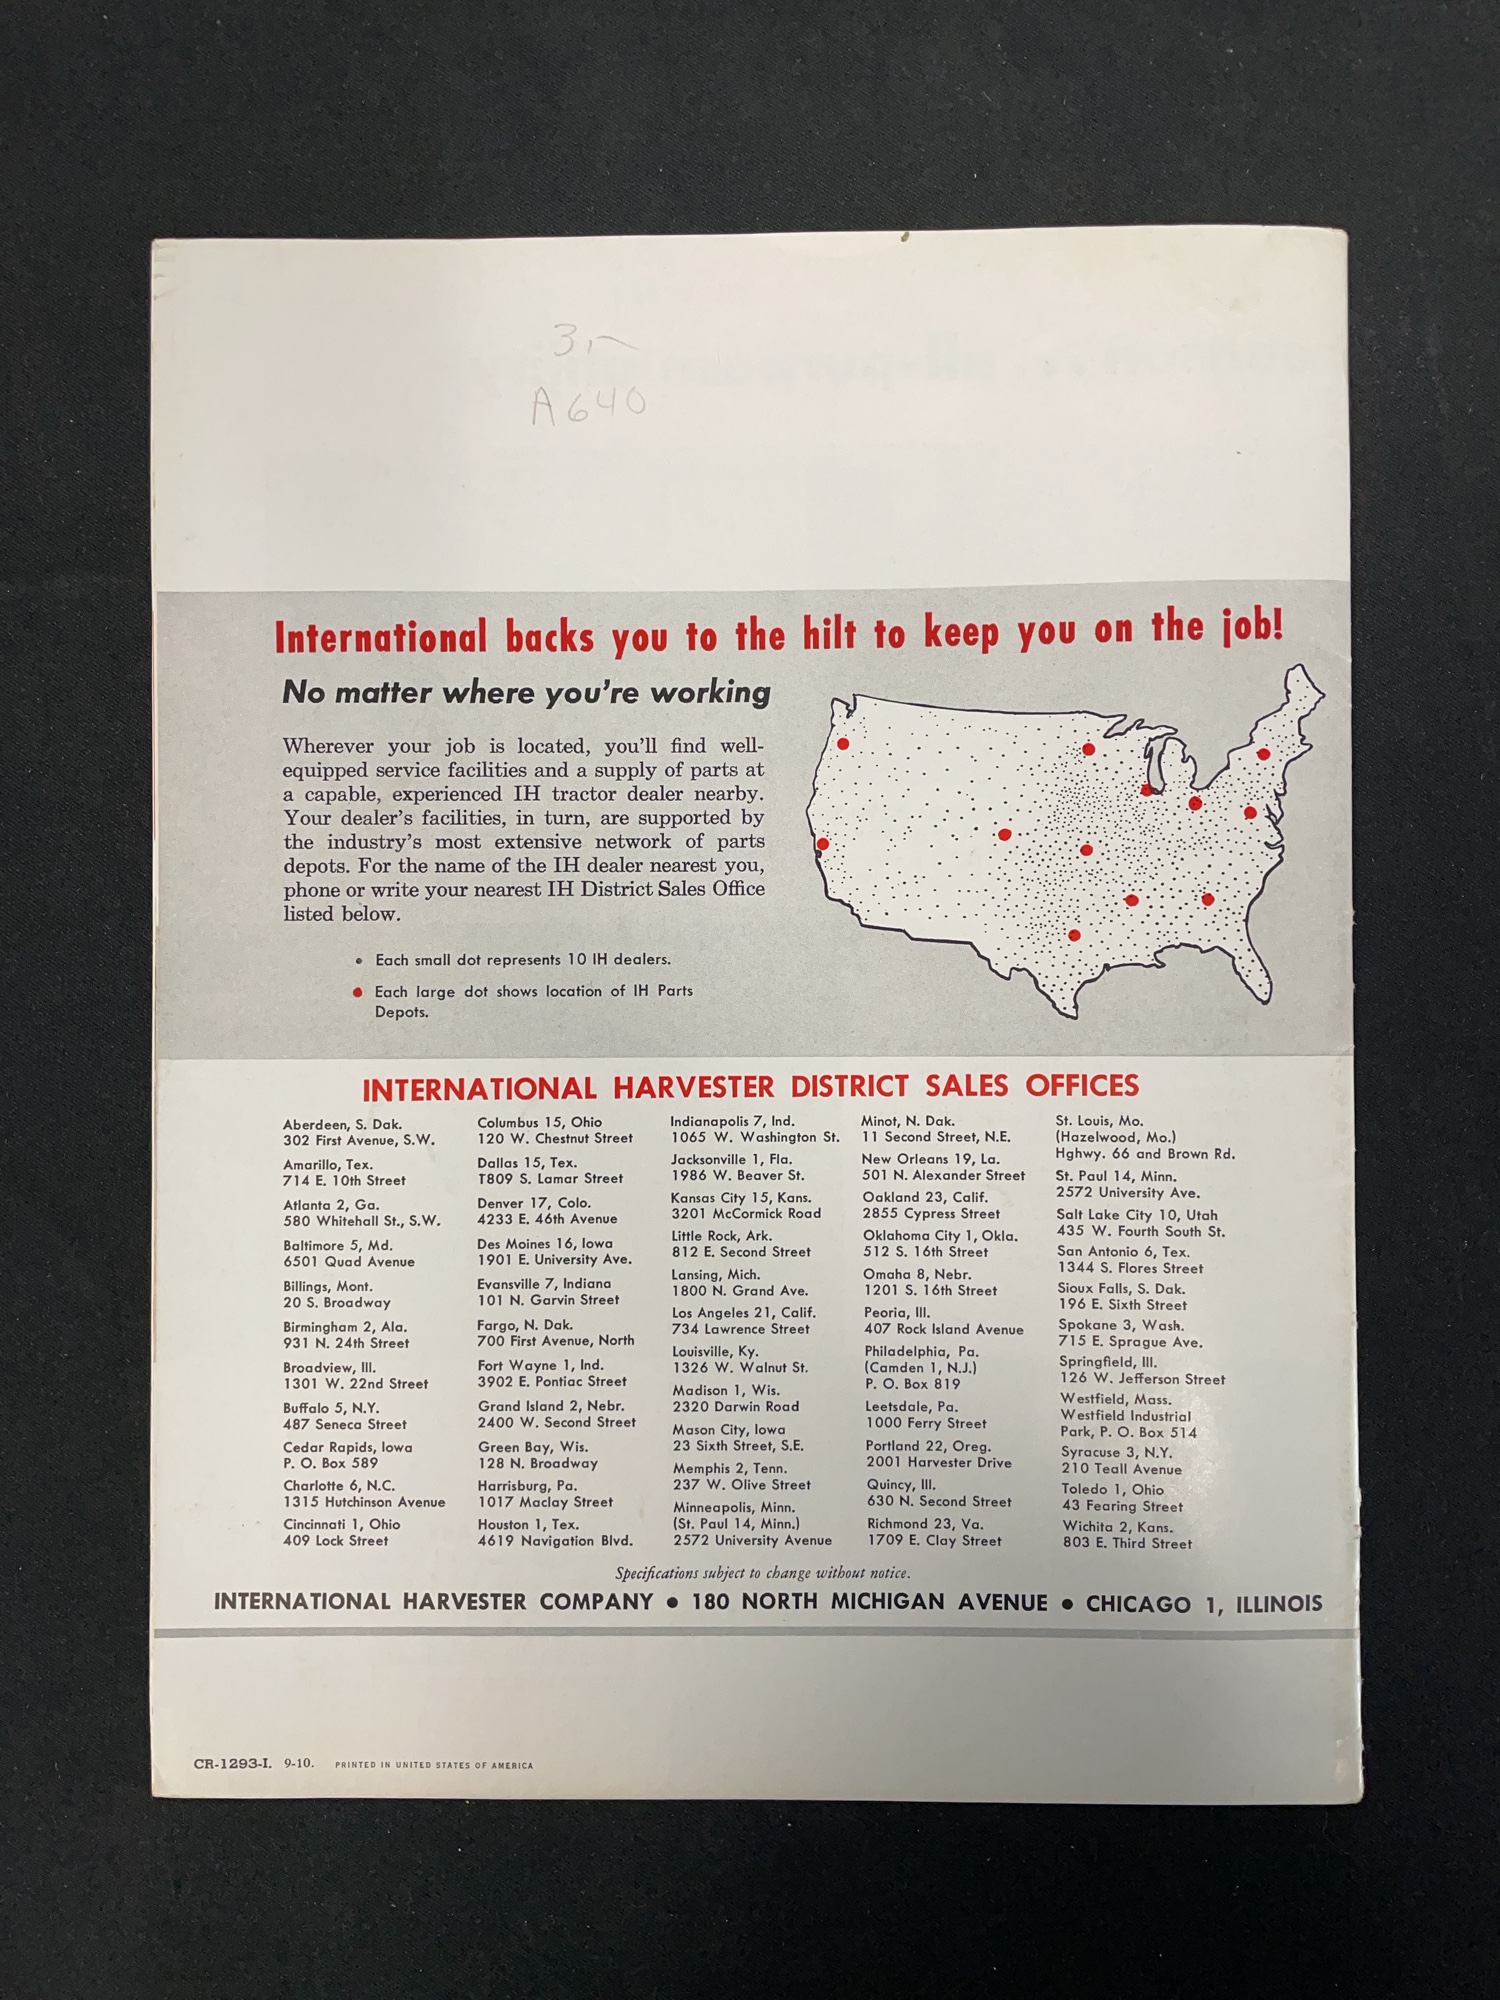 3,~
A640
International backs you to the hilt to keep you on the job!
No matter where you're working
Wherever your job is located, you'll find well-
equipped service facilities and a supply of parts at
a capable, experienced IH tractor dealer nearby.
Your dealer's facilities, in turn, are supported by
the industry's most extensive network of parts
depots. For the name of the IH dealer nearest you,
phone or write your nearest IH District Sales Office
listed below.
• Each small dot represents 10 IH dealers.
• Each large dot shows location of IH Parts
Depots.
INTERNATIONAL HARVESTER DISTRICT SALES OFFICES
Aberdeen, S. Dak.
302 First Avenue, S.W.
Amarillo, Tex.
714 E. 10th Street
Atlanta 2, Ga.
580 Whitehall St., S.W.
Baltimore 5, Md.
6501 Quad Avenue
Billings, Mont.
20 S. Broadway
Birmingham 2, Ala.
931 N. 24th Street
Broadview, Ill.
1301 W. 22nd Street
Buffalo 5, N.Y.
487 Seneca Street
Cedar Rapids, Iowa
P. O. Box 589
Charlotte 6, N.C.
1315 Hutchinson Avenue
Cincinnati 1, Ohio
409 Lock Street
Columbus 15, Ohio
120 W. Chestnut Street
Dallas 15, Tex.
T809 S. Lamar Street
Denver 17, Colo.
4233 E. 46th Avenue
Des Moines 16, Iowa
1901 E. University Ave.
Evansville 7, Indiana
101 N. Garvin Street
Fargo, N. Dak.
700 First Avenue, North
Fort Wayne 1, Ind.
3902 E. Pontiac Street
Grand Island 2, Nebr.
2400 W. Second Street
Green Bay, Wis.
128 N. Broadway
Harrisburg, Pa.
1017 Maclay Street
Houston 1, Tex.
4619 Navigation Blvd.
Indianapolis 7, Ind.
1065 W. Washington St.
Jacksonville 1, Fla.
1986 W. Beaver St.
Kansas City 15, Kans.
3201 McCormick Road
Little Rock, Ark.
812 E. Second Street
Lansing, Mich.
1800 N. Grand Ave.
Los Angeles 21, Calif.
734 Lawrence Street
Louisville, Ky.
1326 W. Walnut St.
Madison 1, Wis.
2320 Darwin Road
Mason City, Iowa
23 Sixth Street, S.E.
Memphis 2, Tenn.
237 W. Olive Street
Minneapolis, Minn.
(St. Paul 14, Minn.)
2572 University Avenue
Minot, N. Dak.
11 Second Street, N.E.
New Orleans 19, La.
501 N. Alexander Street
Oakland 23, Calif.
2855 Cypress Street
Oklahoma City 1, Okla.
512 S. 16th Street
Omaha 8, Nebr.
1201 S. 16th Street
Peoria, Ill.
407 Rock Island Avenue
Philadelphia, Pa.
(Camden 1, N.J.)
P. O. Box 819
Leetsdale, Pa.
1000 Ferry Street
Portland 22, Oreg.
2001 Harvester Drive
Quincy, Ill.
630 N. Second Street
Richmond 23, Va.
1709 E. Clay Street
St. Louis, Mo.
(Hazelwood, Mo.)
Hghwy. 66 and Brown Rd.
St. Paul 14, Minn.
2572 University Ave.
Salt Lake City 10, Utah
435 W. Fourth South St.
San Antonio 6, Tex.
1344 S. Flores Street
Sioux Falls, S. Dak.
196 E. Sixth Street
Spokane 3, Wash.
715 E. Sprague Ave.
Springfield, Ill.
126 W. Jefferson Street
Westfield, Mass.
Westfield Industrial
Park, P. O. Box 514
Syracuse 3, N.Y.
210 Teall Avenue
Toledo 1, Ohio
43 Fearing Street
Wichita 2, Kans.
803 E. Third Street
Specifications subject to change without notice.
INTERNATIONAL HARVESTER COMPANY • 180 NORTH MICHIGAN AVENUE • CHICAGO 1, ILLINOIS
CR-1293-I. 9-10. PRINTED IN UNITED STATES OF AMERICA